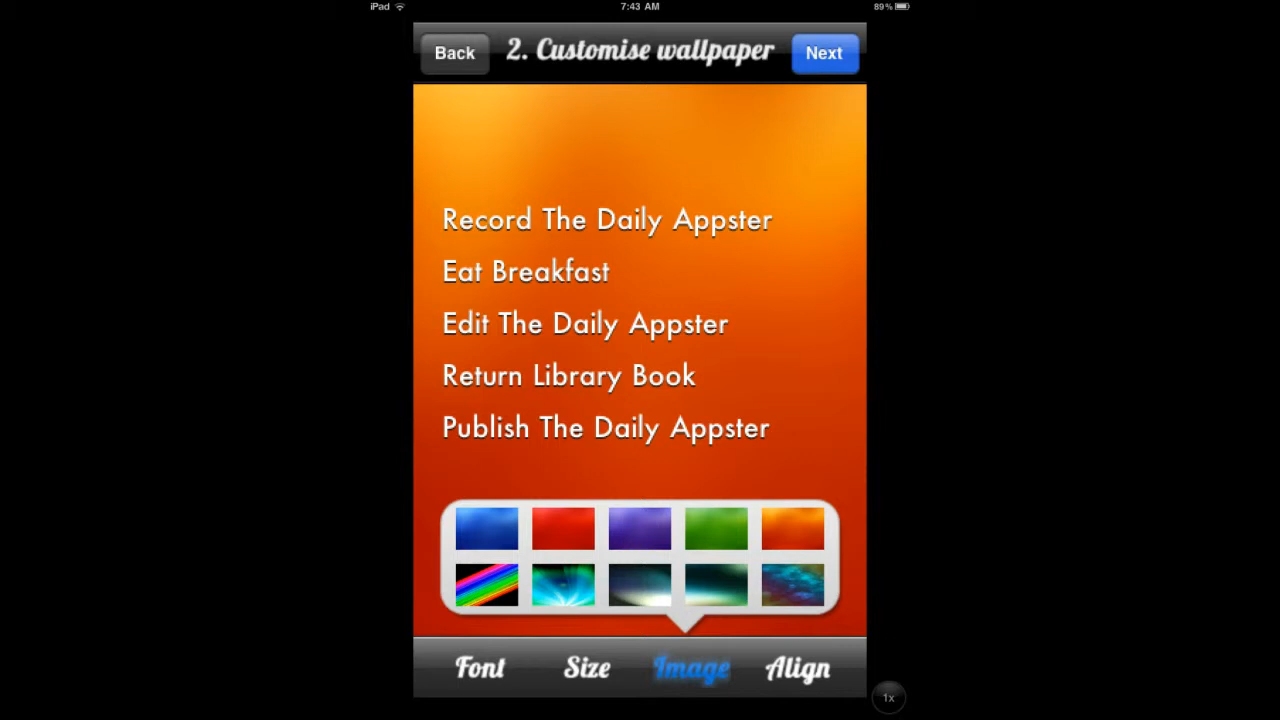 iPad 7:43 AM 89%
Back 2. Customise wallpaper Next
Record The Daily Appster
Eat Breakfast
Edit The Daily Appster
Return Library Book
Publish The Daily Appster
Font Size Image Align
1x